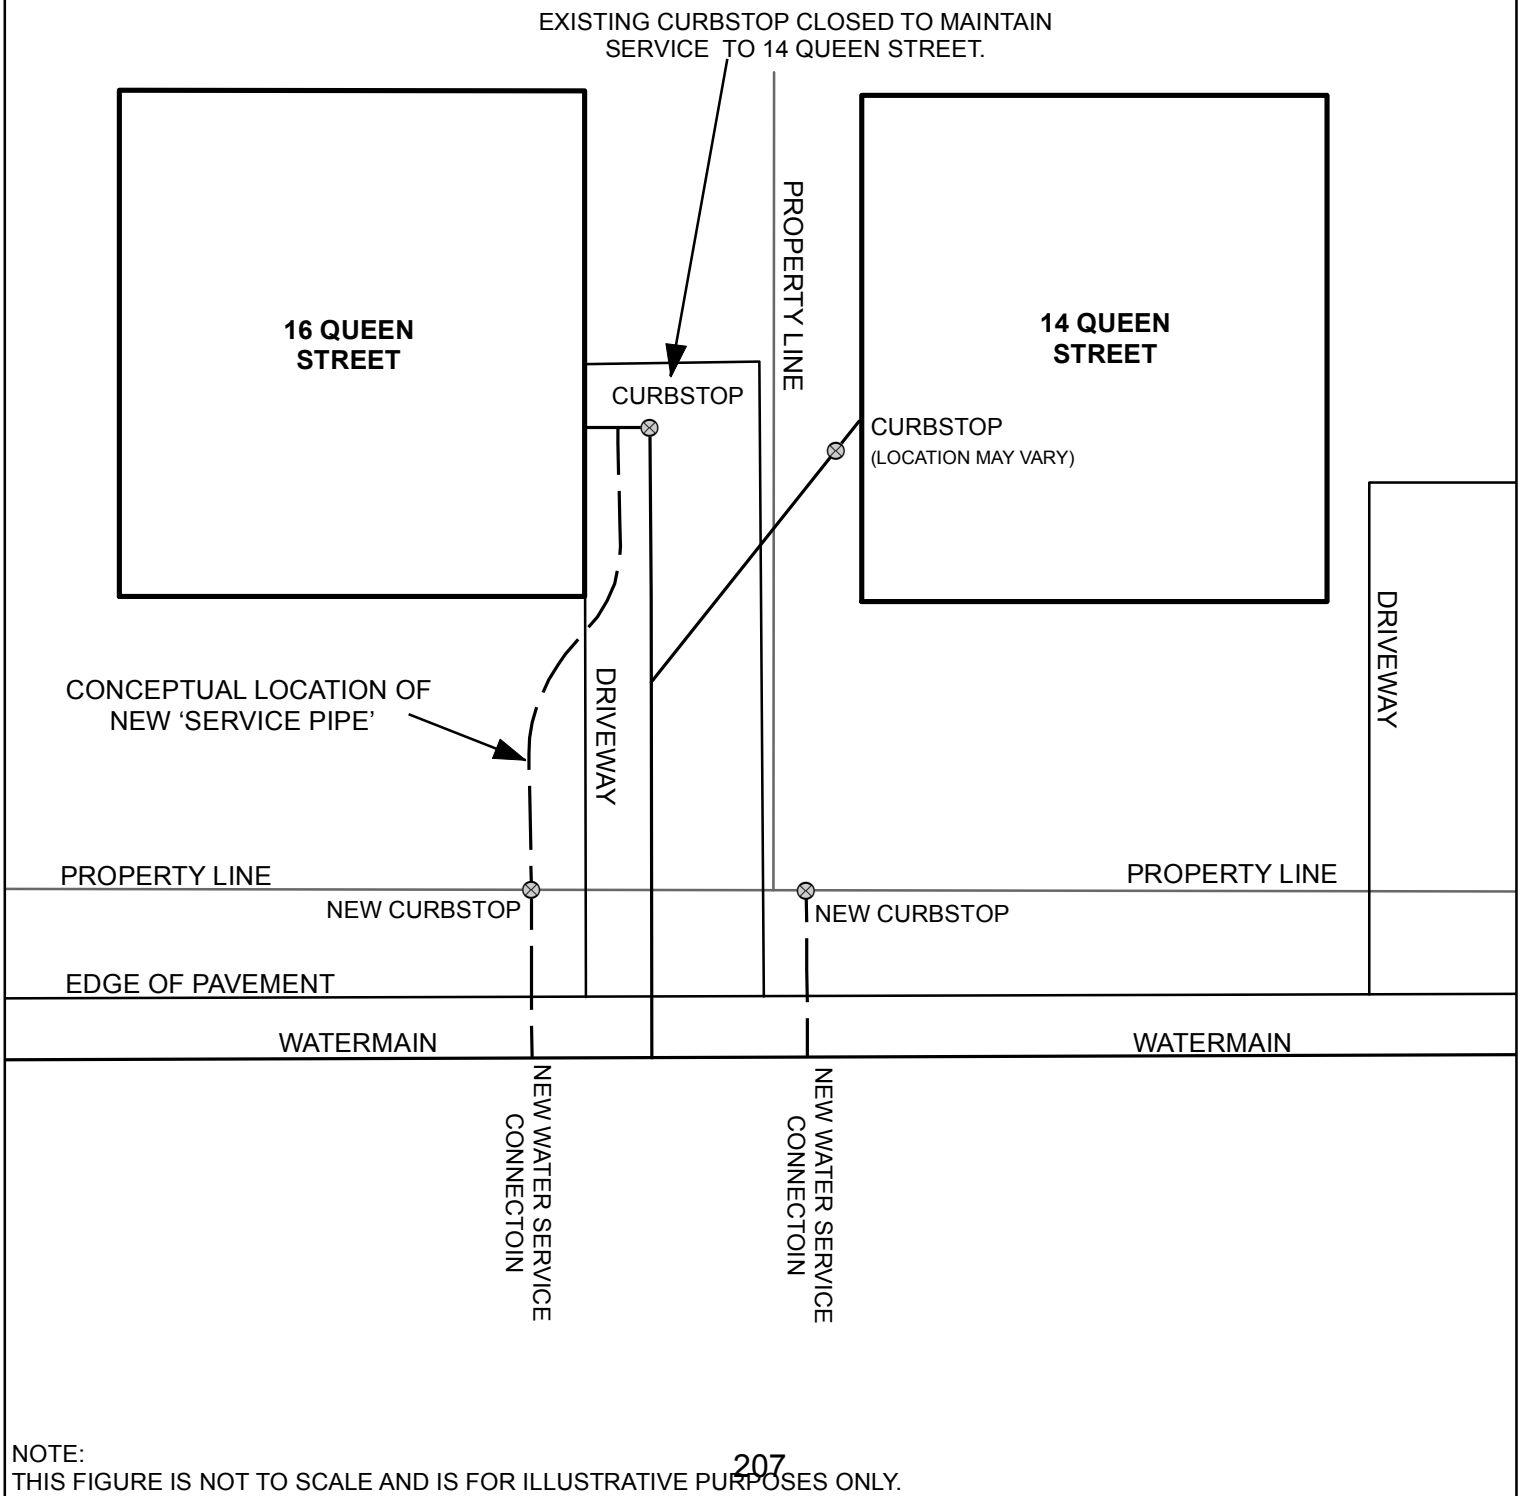 EXISTING CURBSTOP CLOSED TO MAINTAIN
SERVICE TO 14 QUEEN STREET.
PROPERTY LINE
16 QUEEN
STREET
14 QUEEN
STREET
CURBSTOP
CURBSTOP
(LOCATION MAY VARY)
DRIVEWAY
CONCEPTUAL LOCATION OF
NEW ‘SERVICE PIPE’
DRIVEWAY
PROPERTY LINE
PROPERTY LINE
NEW CURBSTOP
NEW CURBSTOP
EDGE OF PAVEMENT
WATERMAIN
WATERMAIN
NEW WATER SERVICE
CONNECTOIN
NEW WATER SERVICE
CONNECTOIN
NOTE:
207
THIS FIGURE IS NOT TO SCALE AND IS FOR ILLUSTRATIVE PURPOSES ONLY.